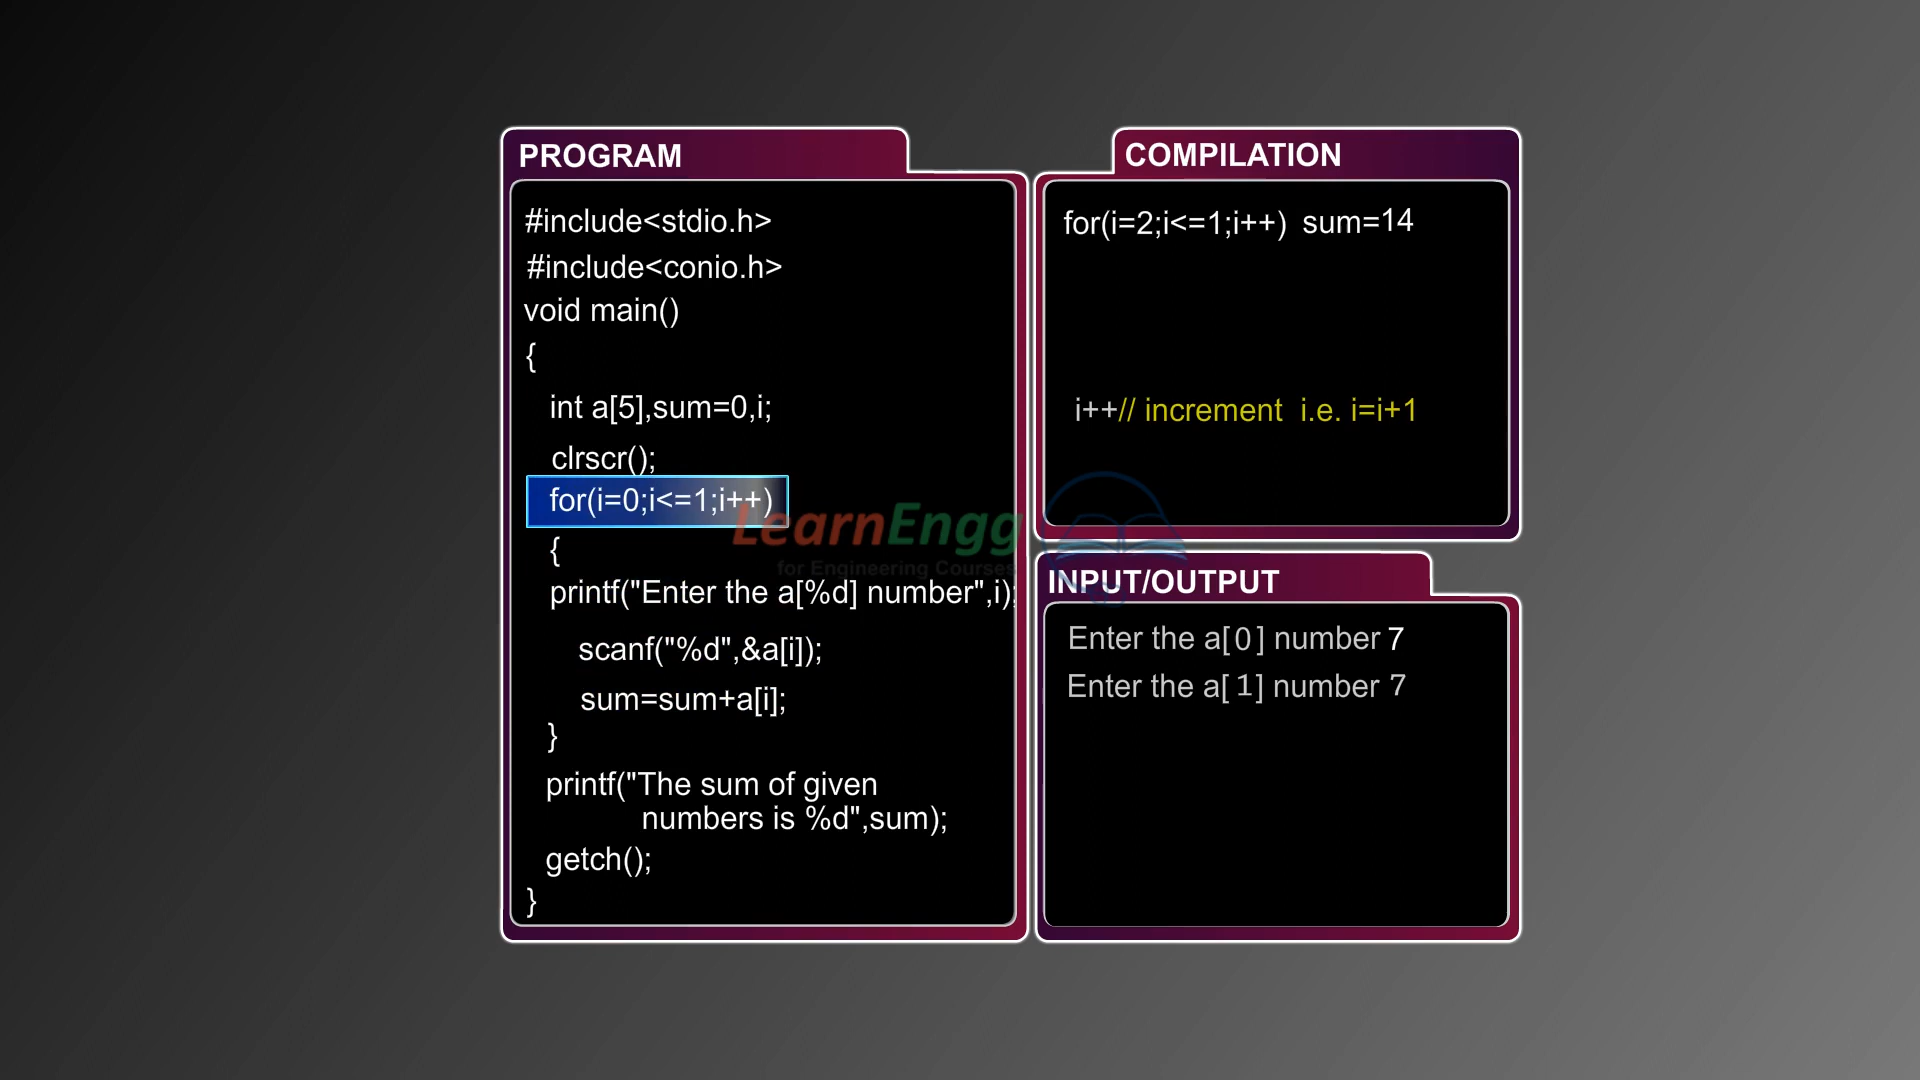 PROGRAM
#include<stdio.h>
#include<conio.h>
void main()
{
int a[5],sum=0,i;
clrscr();
for(i=0;i<=1;i++)
{
printf("Enter the a[%d] number",i);
scanf("%d",&a[i]);
sum=sum+a[i];
}
printf("The sum of given
numbers is %d",sum);
getch();
}
COMPILATION
for(i=2;i<=1;i++) sum=14
i++// increment i.e. i=i+1
INPUT/OUTPUT
Enter the a[0] number 7
Enter the a[1] number 7
LearnEngg
for Engineering Courses